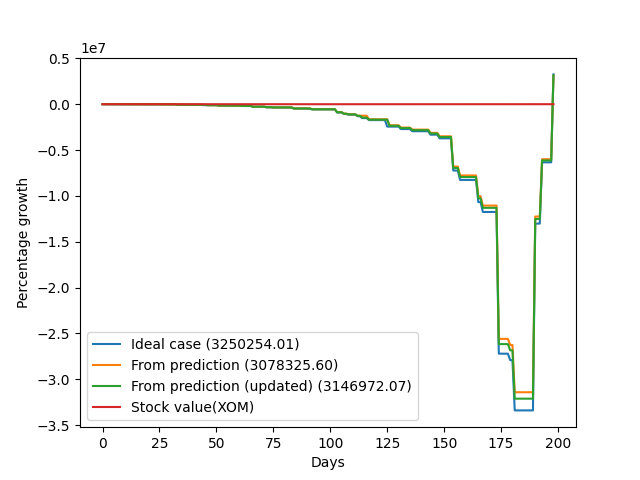 1e7
0.5
0.0
−0.5
−1.0
−1.5
−2.0
−2.5
−3.0
−3.5
Percentage growth
Ideal case (3250254.01)
From prediction (3078325.60)
From prediction (updated) (3146972.07)
Stock value(XOM)
0 25 50 75 100 125 150 175 200
Days